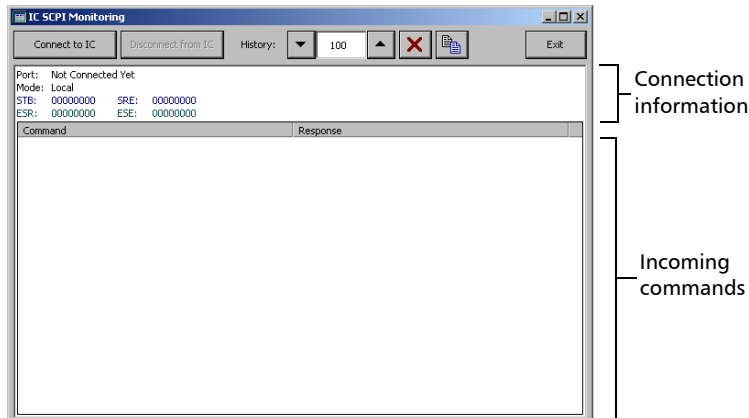 IC SCPI Monitoring
Connect to IC Disconnect from IC History: 100 Exit
Port: Not Connected Yet
Mode: Local
STB: 00000000 SRE: 00000000
ESR: 00000000 ESE: 00000000
Command Response
Connection
information
Incoming
commands